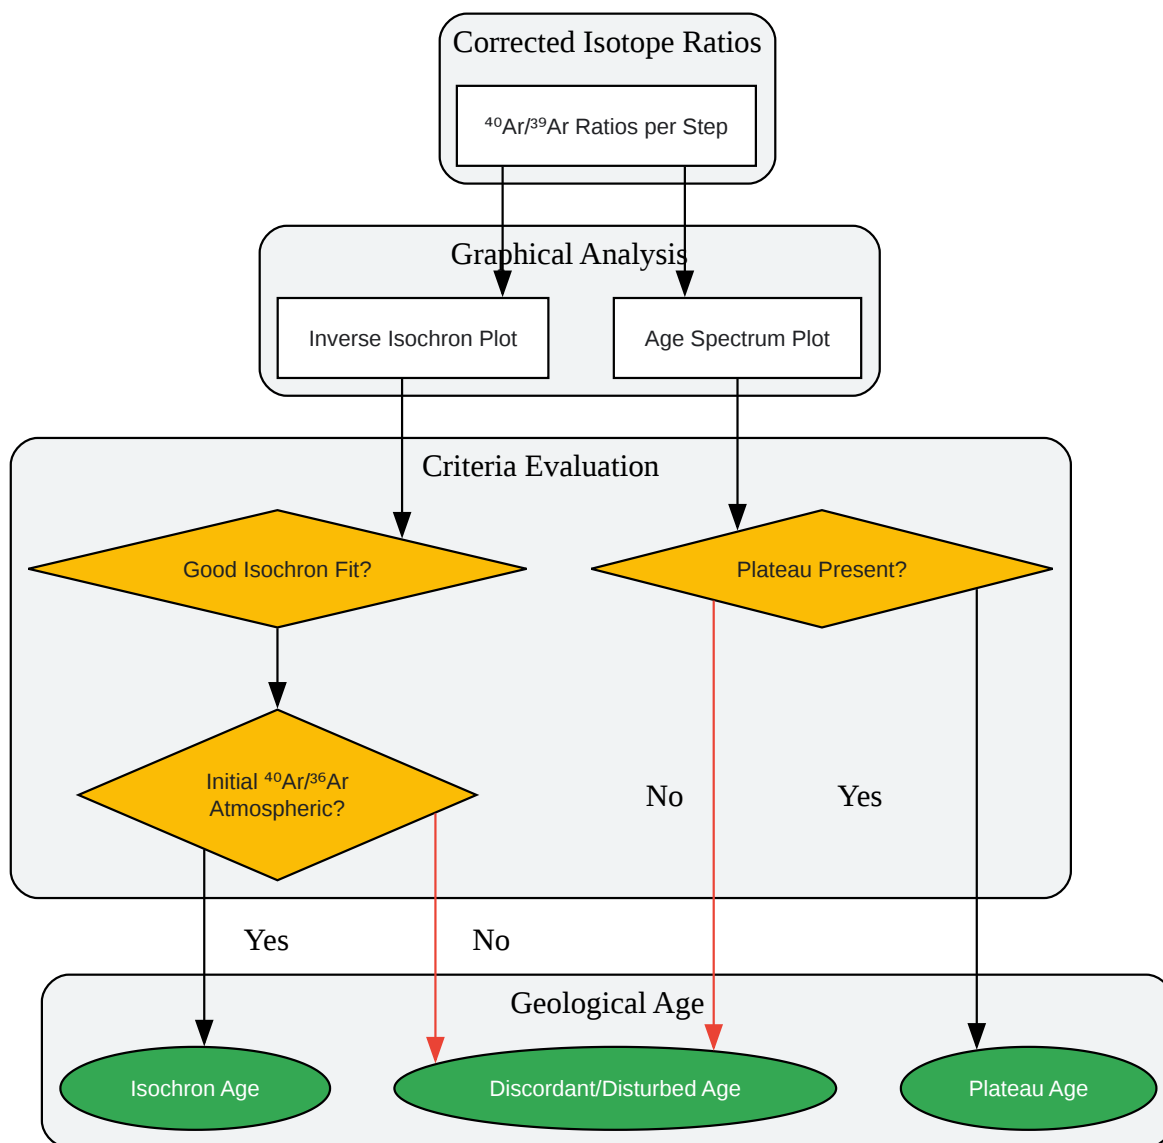 Corrected Isotope Ratios
⁴⁰Ar/³⁹Ar Ratios per Step
Graphical Analysis
Inverse Isochron Plot
Age Spectrum Plot
Criteria Evaluation
Good Isochron Fit?
Plateau Present?
Initial ⁴⁰Ar/³⁶Ar
Atmospheric?
No
Yes
Yes
No
Geological Age
Isochron Age
Discordant/Disturbed Age
Plateau Age